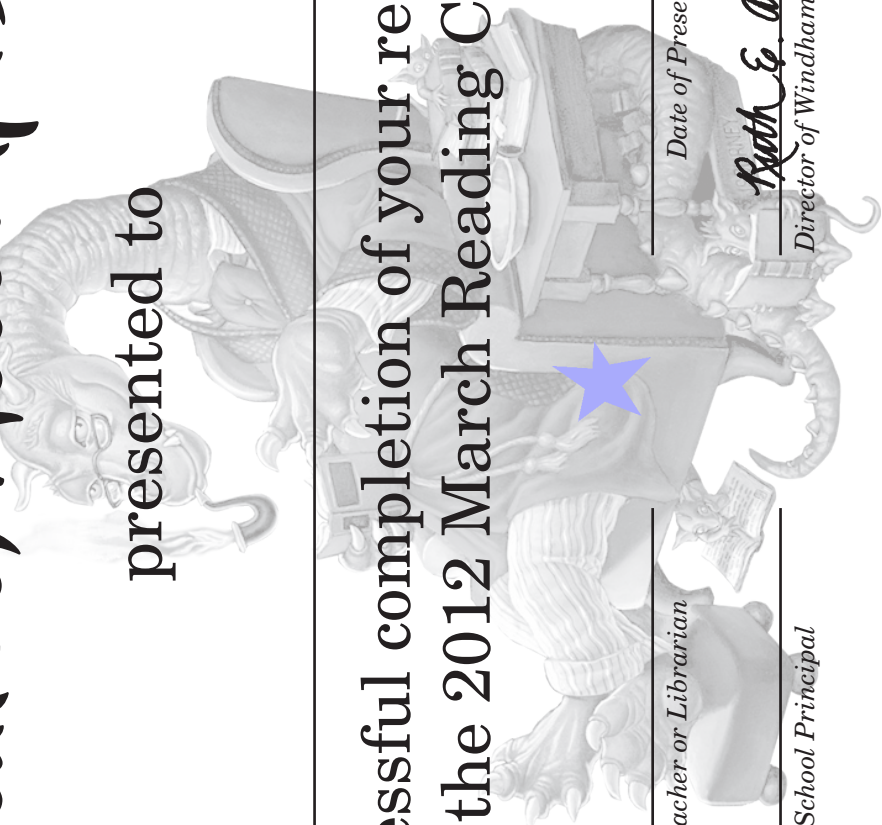 presented to
essful completion of your re
the 2012 March Reading C
Date of Prese
Ruth E. a
acher or Librarian
Director of Windham
School Principal